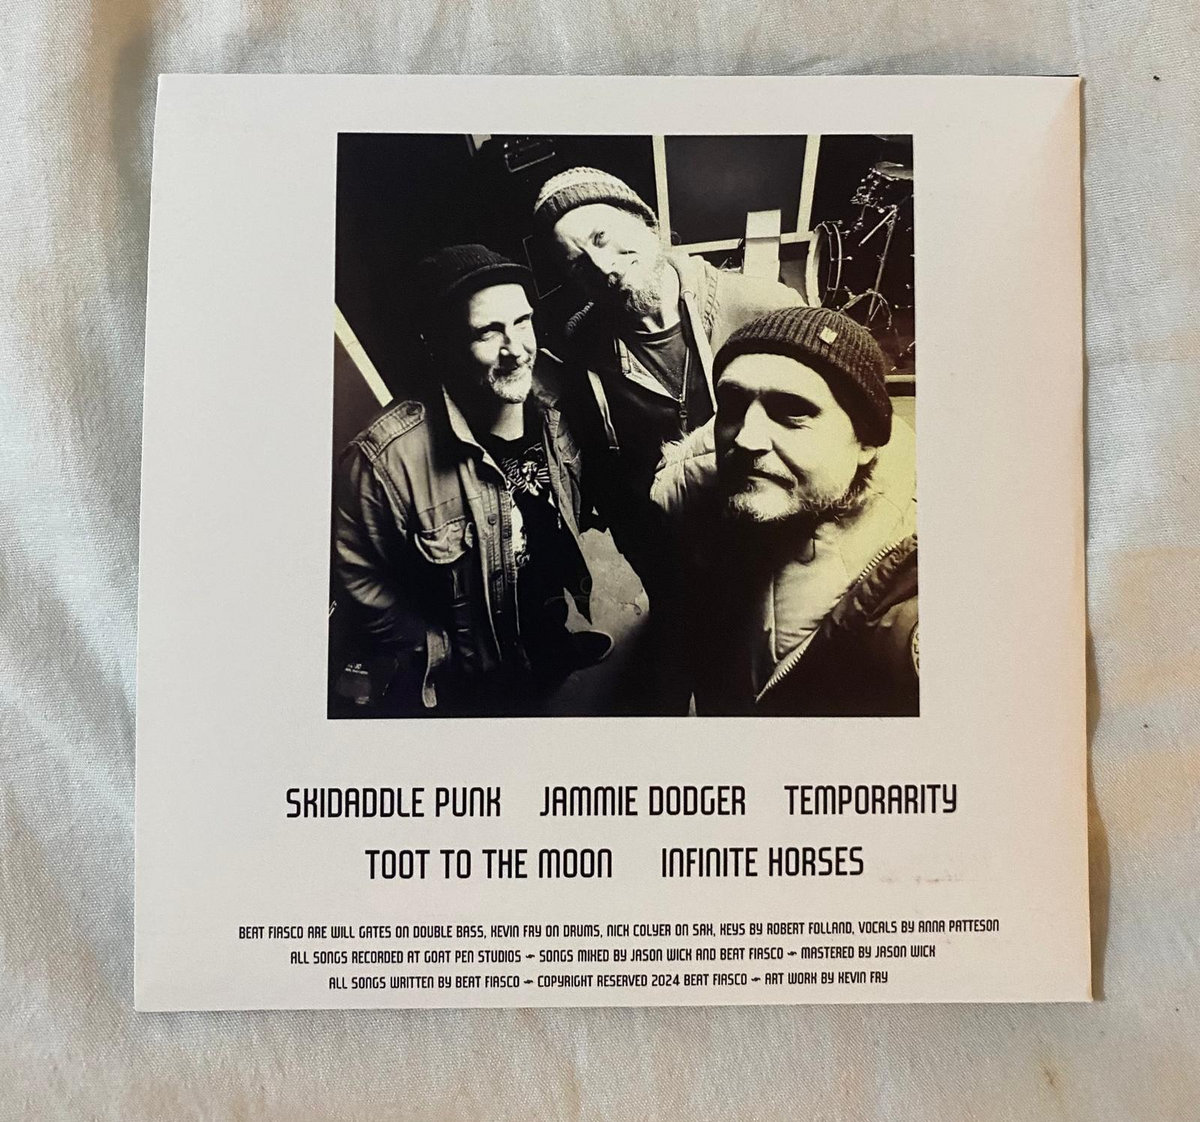 SKIDADDLE PUNK JAMMIE DODGER TEMPORARITY
TOOT TO THE MOON INFINITE HORSES
BEAT FIASCO ARE WILL GATES ON DOUBLE BASS, KEVIN FRY ON DRUMS, NICK COLYER ON SAX, KEYS BY ROBERT FOLLAND, VOCALS BY ANNA PATTESON
ALL SONGS RECORDED AT GOAT PEN STUDIOS ~ SONGS MIXED BY JASON WICK AND BEAT FIASCO ~ MASTERED BY JASON WICK
ALL SONGS WRITTEN BY BEAT FIASCO ~ COPYRIGHT RESERVED 2024 BEAT FIASCO ~ ART WORK BY KEVIN FRY